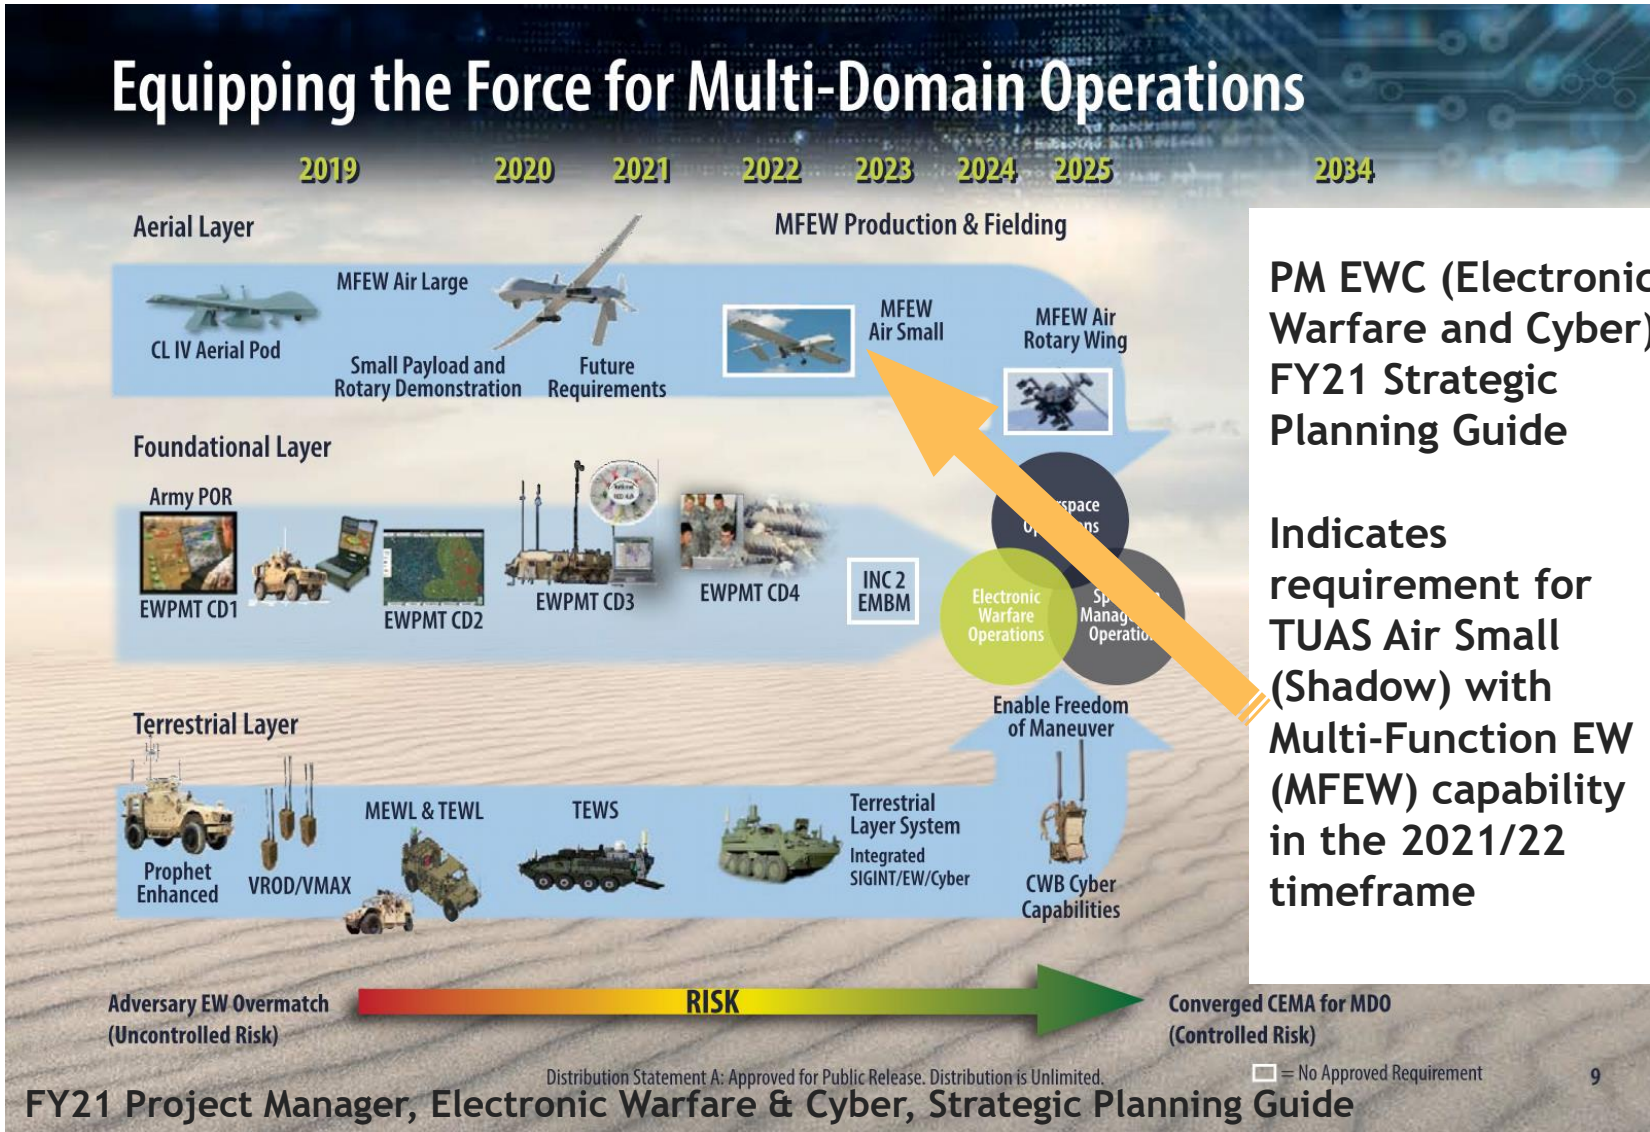 Equipping the Force for Multi-Domain Operations
2019 2020 2021 2022 2023 2024 2025 2034
Aerial Layer
MFEW Production & Fielding
MFEW Air Large
CL IV Aerial Pod
Small Payload and
Rotary Demonstration
Future
Requirements
MFEW
Air Small
MFEW Air
Rotary Wing
Foundational Layer
Army POR
EWPMT CD1
EWPMT CD2
EWPMT CD3
EWPMT CD4
INC 2
EMBM
Electronic
Warfare
Operations
Enable Freedom
of Maneuver
Terrestrial Layer
Prophet
Enhanced
VROD/VMAX
MEWL & TEWL
TEWS
Terrestrial
Layer System
Integrated
SIGINT/EW/Cyber
CWB Cyber
Capabilities
PM EWC (Electronic
Warfare and Cyber)
FY21 Strategic
Planning Guide
Indicates
requirement for
TUAS Air Small
(Shadow) with
Multi-Function EW
(MFEW) capability
in the 2021/22
timeframe
Adversary EW Overmatch
(Uncontrolled Risk)
RISK
Converged CEMA for MDO
(Controlled Risk)
Distribution Statement A: Approved for Public Release. Distribution is Unlimited.
= No Approved Requirement
9
FY21 Project Manager, Electronic Warfare & Cyber, Strategic Planning Guide